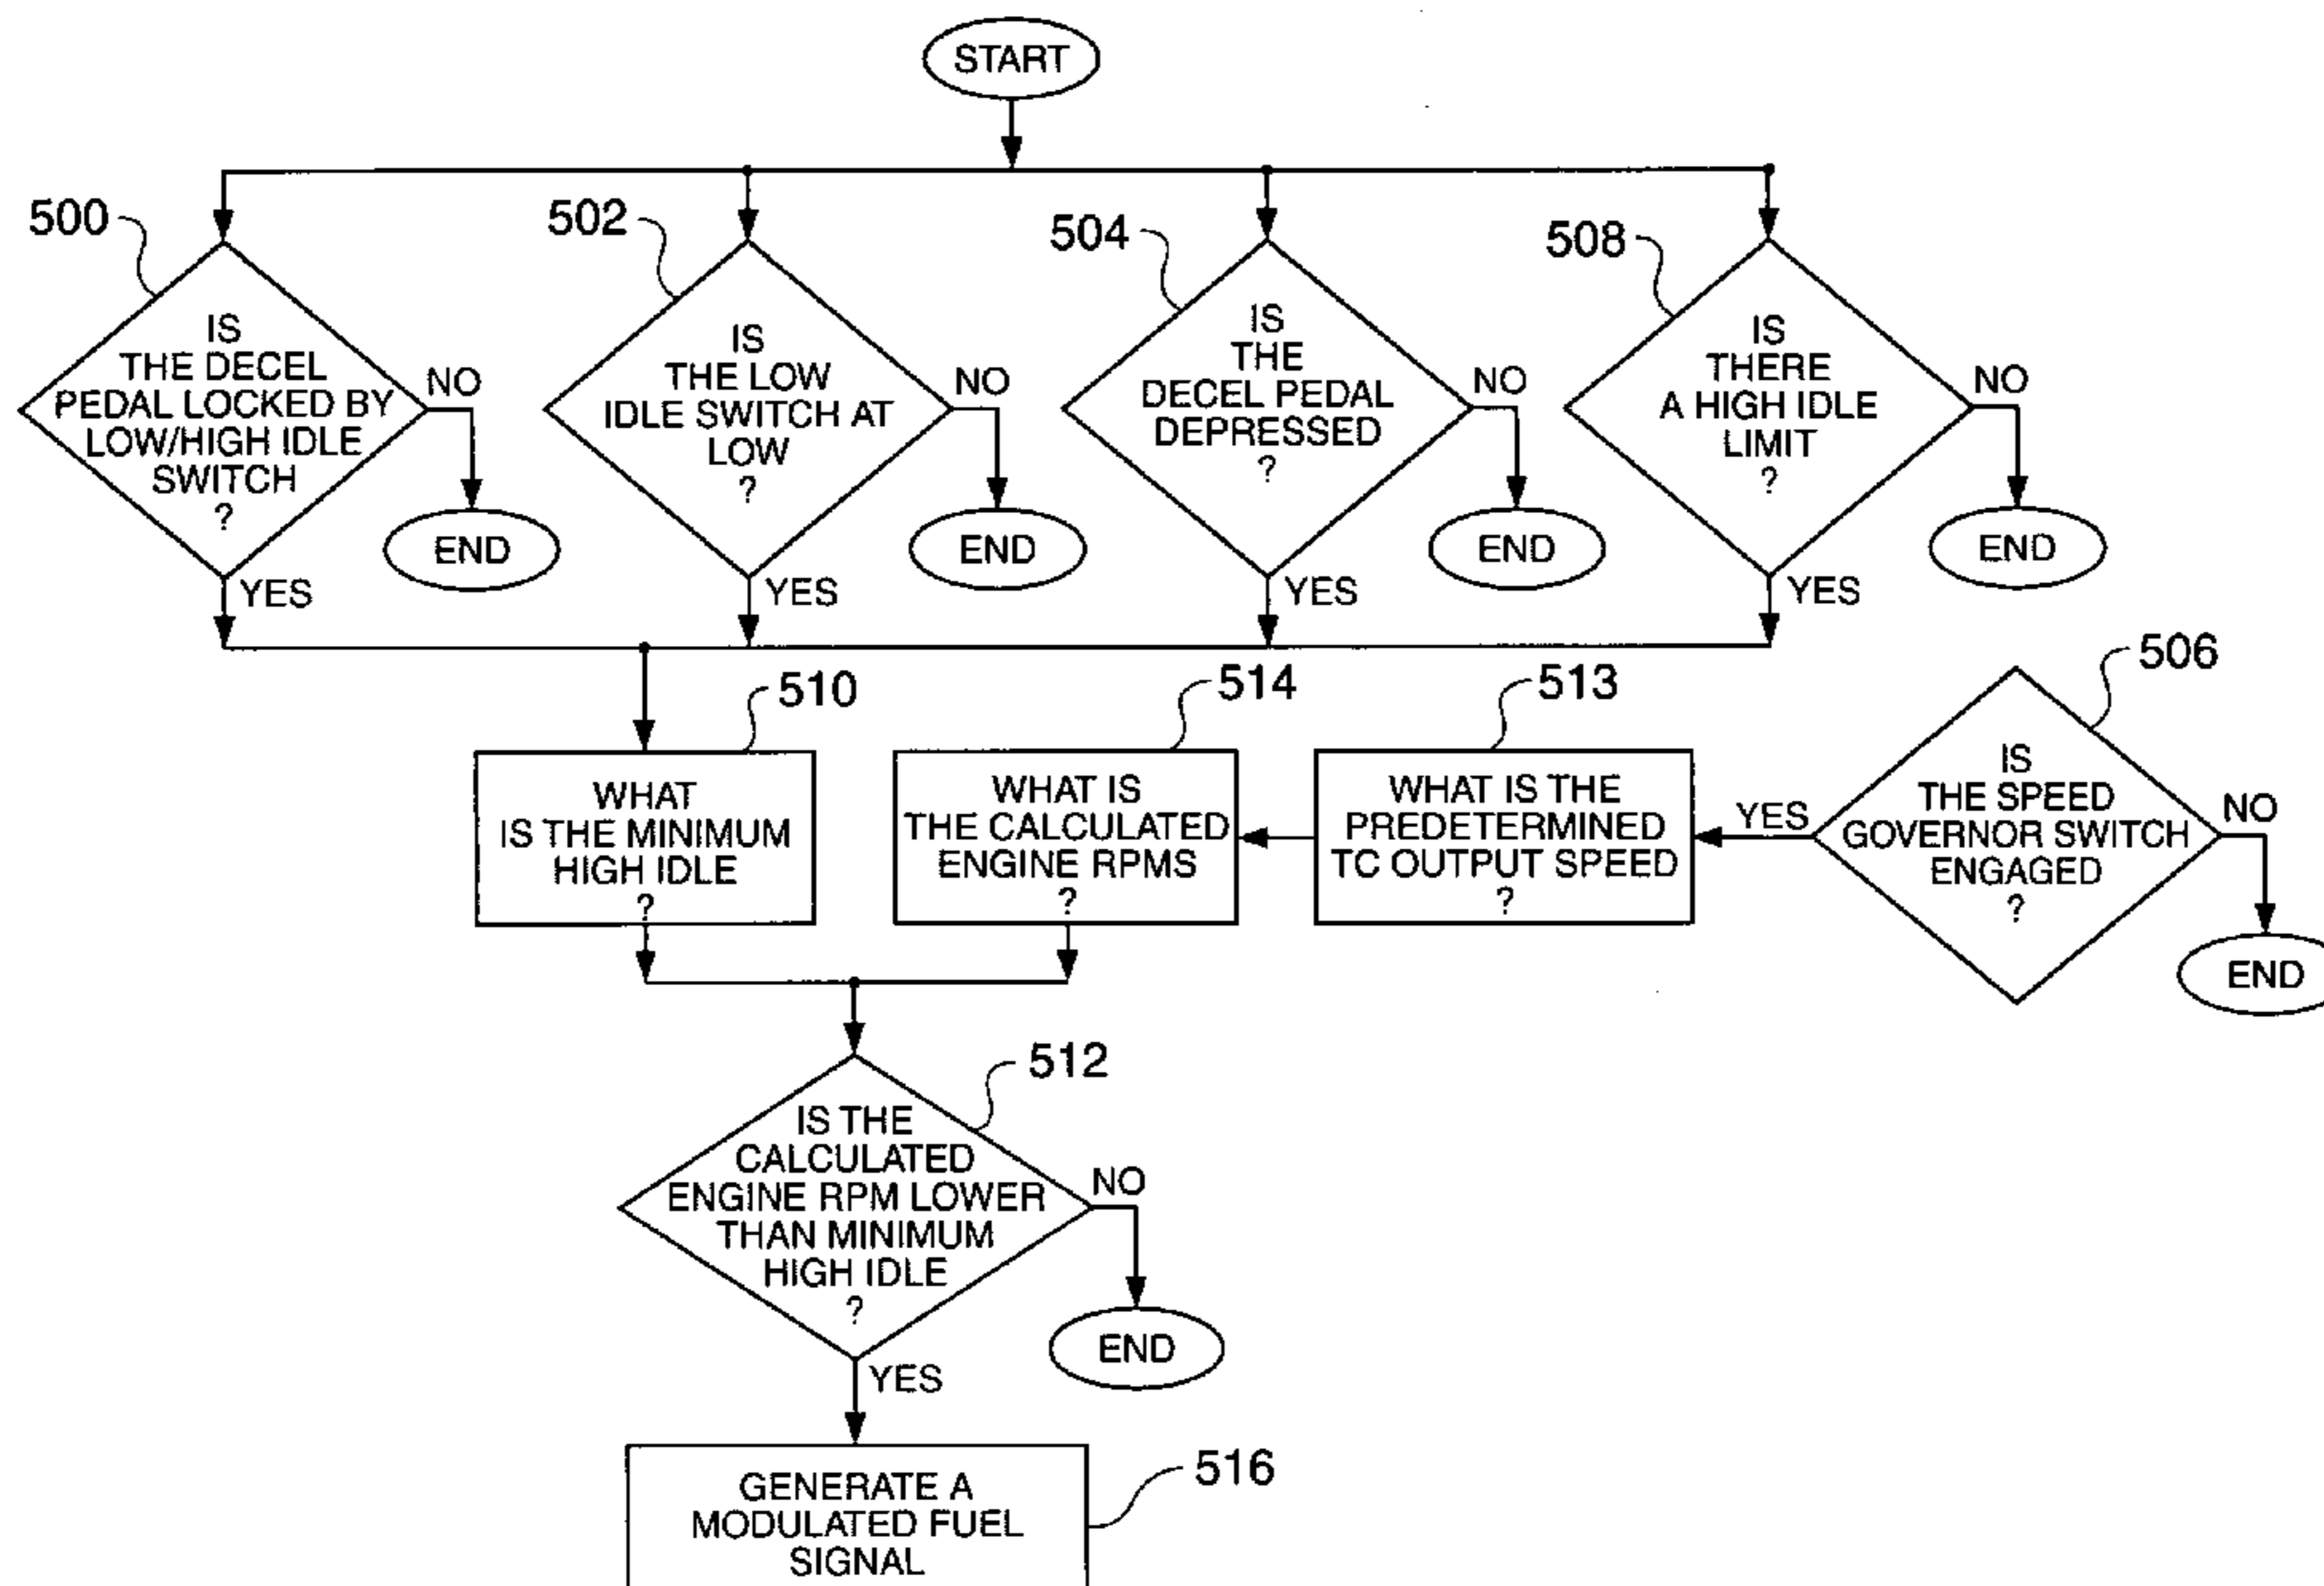 START
500
502
504
508
IS
THE DECEL
PEDAL LOCKED BY
LOW/HIGH IDLE
SWITCH
?
NO
END
YES
IS
THE LOW
IDLE SWITCH AT
LOW
?
NO
END
YES
IS
THE
DECEL PEDAL
DEPRESSED
?
NO
END
YES
IS
THERE
A HIGH IDLE
LIMIT
?
NO
END
YES
510
514
513
506
WHAT
IS THE MINIMUM
HIGH IDLE
?
WHAT IS
THE CALCULATED
ENGINE RPMS
?
WHAT IS THE
PREDETERMINED
TC OUTPUT SPEED
?
YES
IS
THE SPEED
GOVERNOR SWITCH
ENGAGED
?
NO
END
512
IS THE
CALCULATED
ENGINE RPM LOWER
THAN MINIMUM
HIGH IDLE
?
NO
END
YES
516
GENERATE A
MODULATED FUEL
SIGNAL